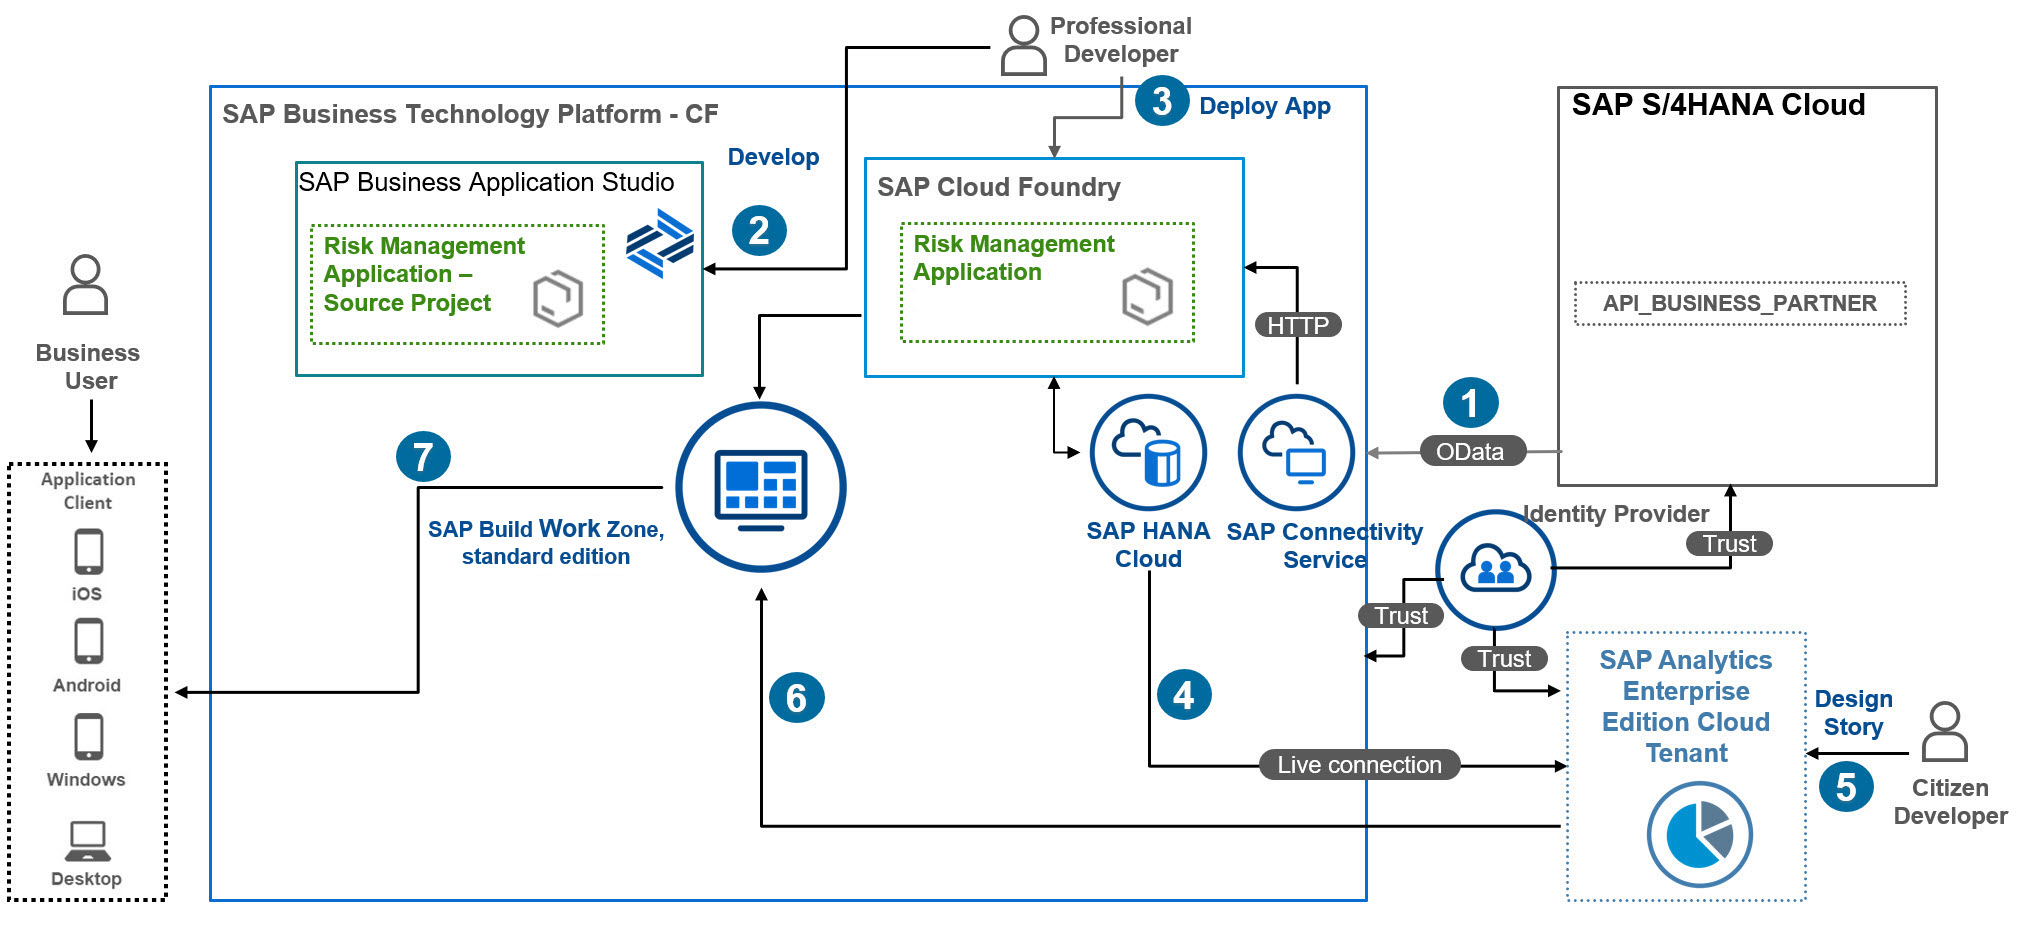 Professional
Developer
3
Deploy App
SAP Business Technology Platform - CF
SAP S/4HANA Cloud
Develop
SAP Business Application Studio
2
Risk Management
Application –
Source Project
SAP Cloud Foundry
Risk Management
Application
HTTP
API_BUSINESS_PARTNER
Business
User
1
OData
7
SAP Build Work Zone,
standard edition
SAP HANA
Cloud
SAP Connectivity
Service
Identity Provider
Trust
Trust
Trust
Application
Client
iOS
Android
Windows
Desktop
6
4
Live connection
SAP Analytics
Enterprise
Edition Cloud
Tenant
Design
Story
5
Citizen
Developer